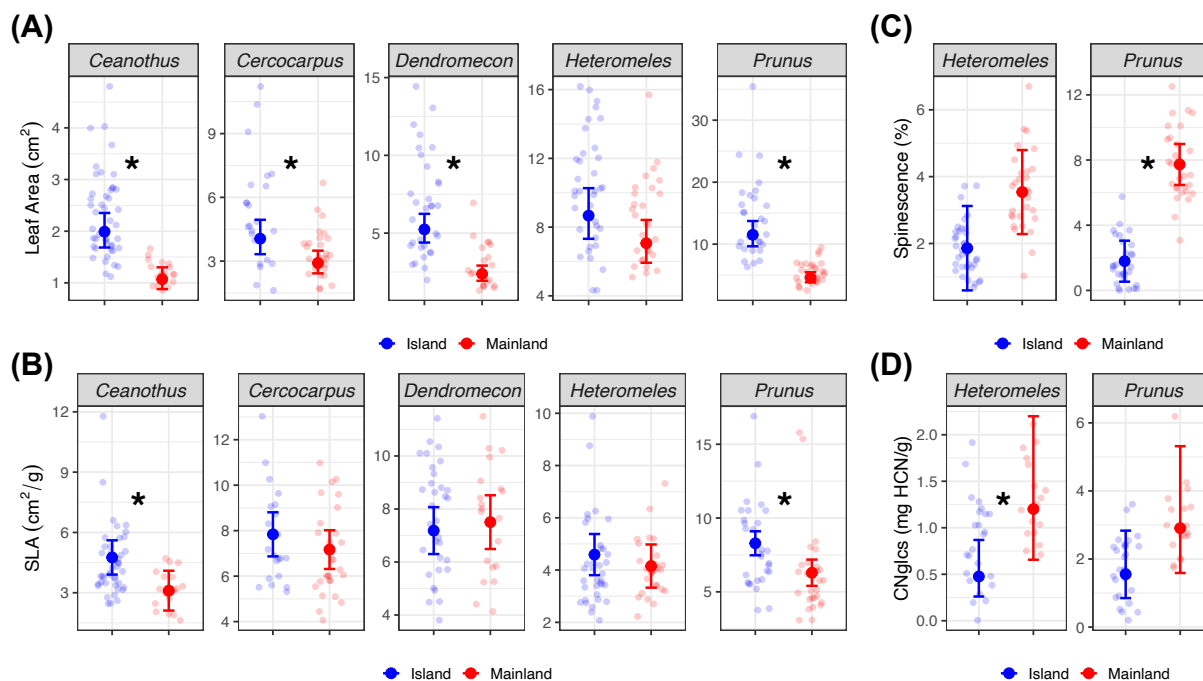 (A)
Ceanothus
Cercocarpus
Dendromecon
Heteromeles
Prunus
Leaf Area (cm²)
4
3
2
1
*
11
9
6
3
*
15
10
5
*
16
12
8
4
30
20
10
*
Island
Mainland
(C)
Heteromeles
Prunus
Spinescence (%)
6
4
2
12
8
4
0
*
Island
Mainland
(B)
Ceanothus
Cercocarpus
Dendromecon
Heteromeles
Prunus
SLA (cm²/g)
12
9
6
3
*
12
10
8
6
4
10
8
6
4
10
8
6
4
2
15
10
5
*
Island
Mainland
(D)
Heteromeles
Prunus
CNglcs (mg HCN/g)
2.0
1.5
1.0
0.5
0.0
*
6
4
2
0
Island
Mainland